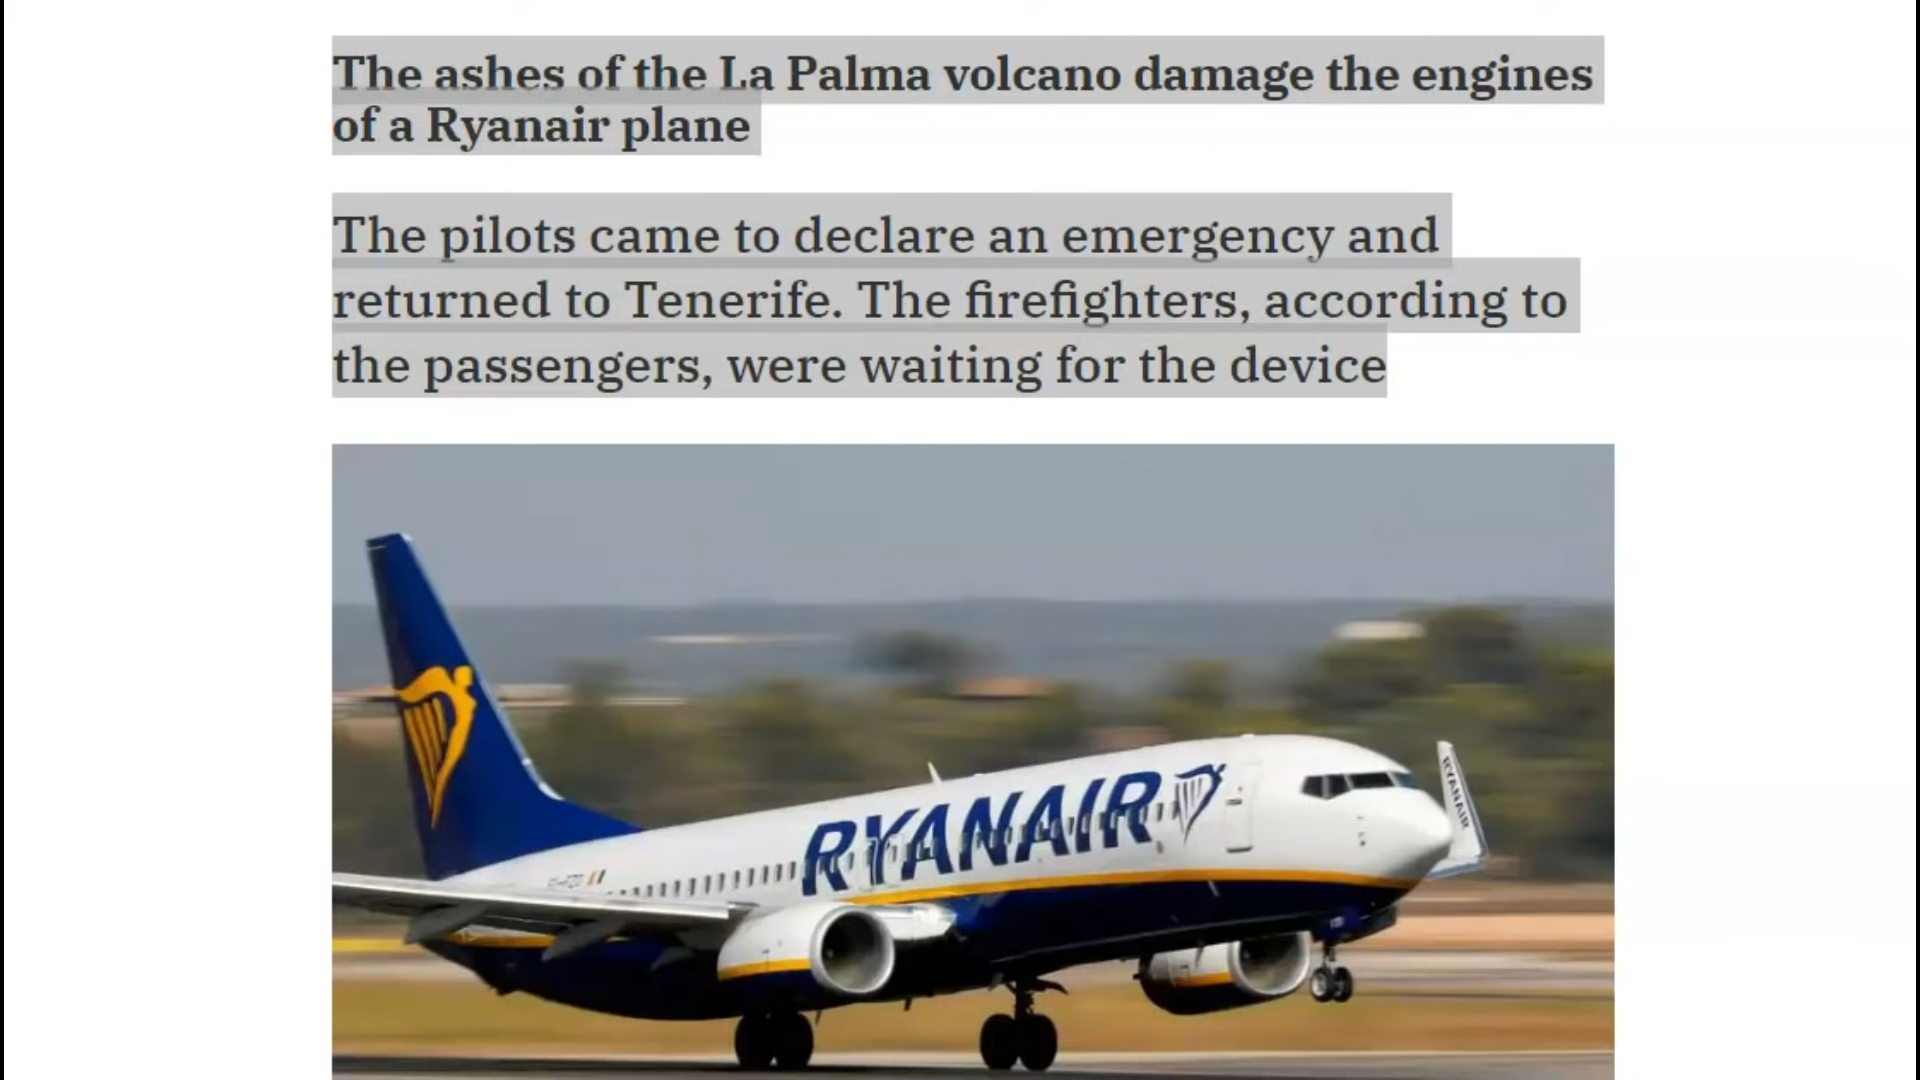 The ashes of the La Palma volcano damage the engines
of a Ryanair plane
The pilots came to declare an emergency and
returned to Tenerife. The firefighters, according to
the passengers, were waiting for the device
RYANAIR
RYANAIR